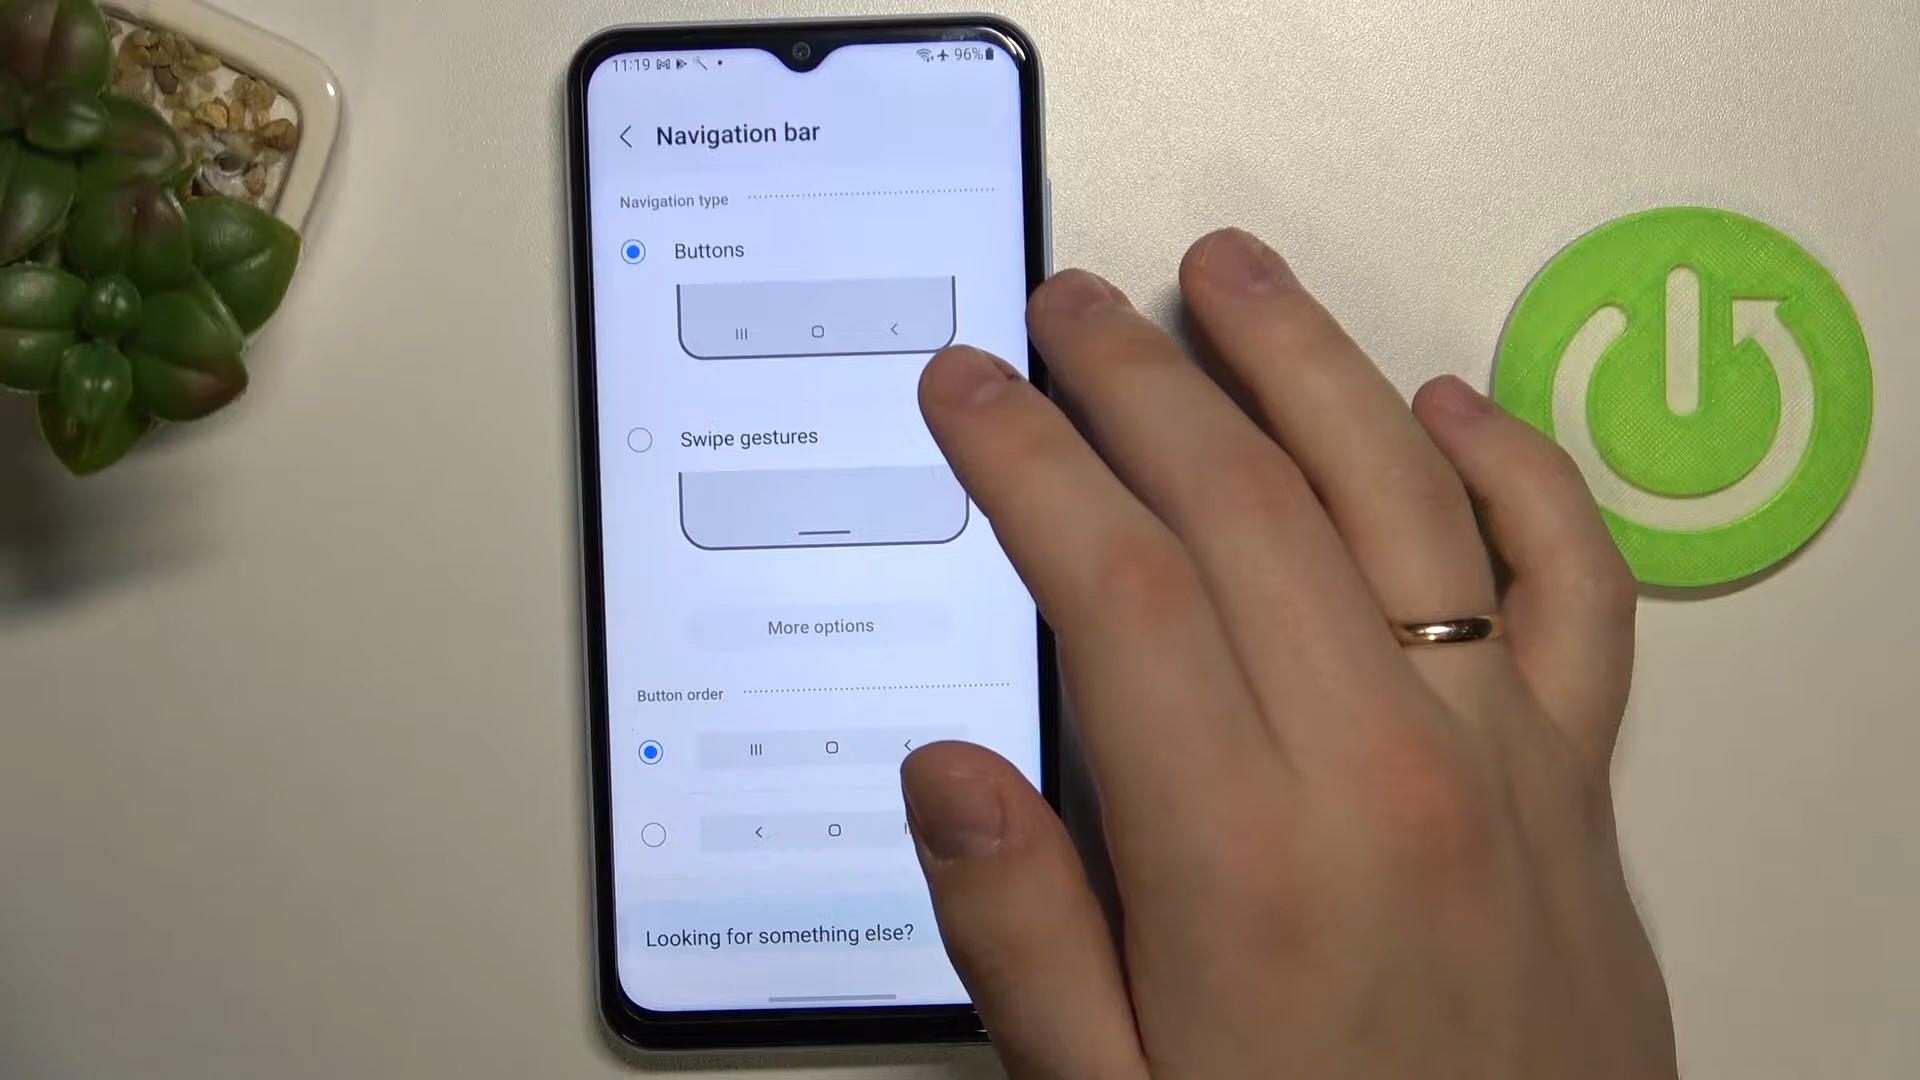 11:19
96%
Navigation bar
Navigation type
Buttons
Swipe gestures
More options
Button order
Looking for something else?